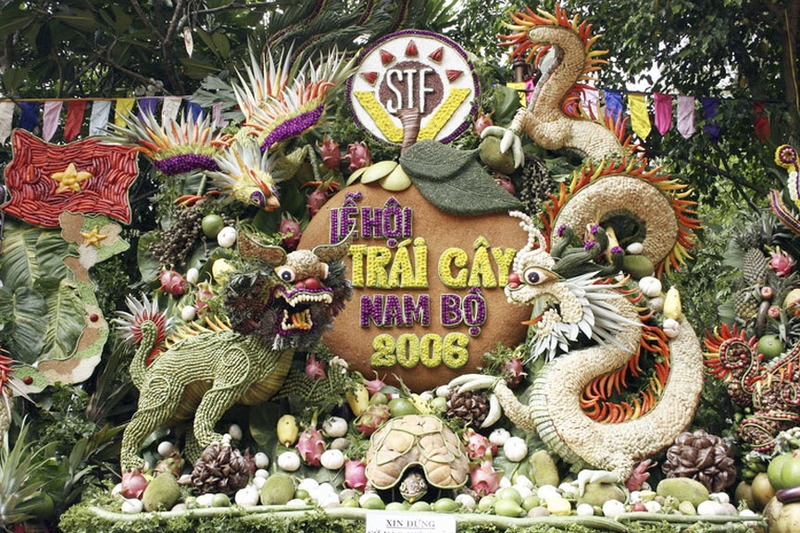 STF
LỄ HỘI
TRÁI CÂY
NAM BỘ
2006
XIN ĐỪNG